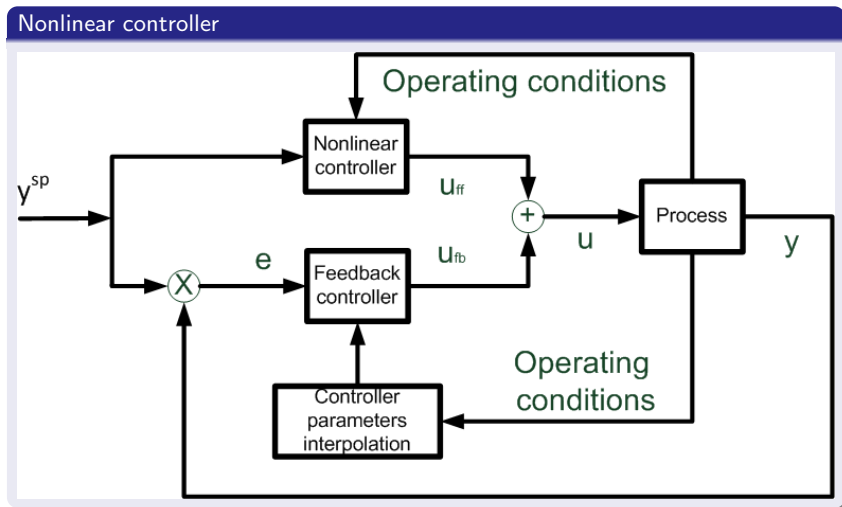 Nonlinear controller
Operating conditions
Nonlinear
controller
y^sp
u_ff
+
u
Process
y
e
u_fb
X
Feedback
controller
Operating
conditions
Controller
parameters
interpolation